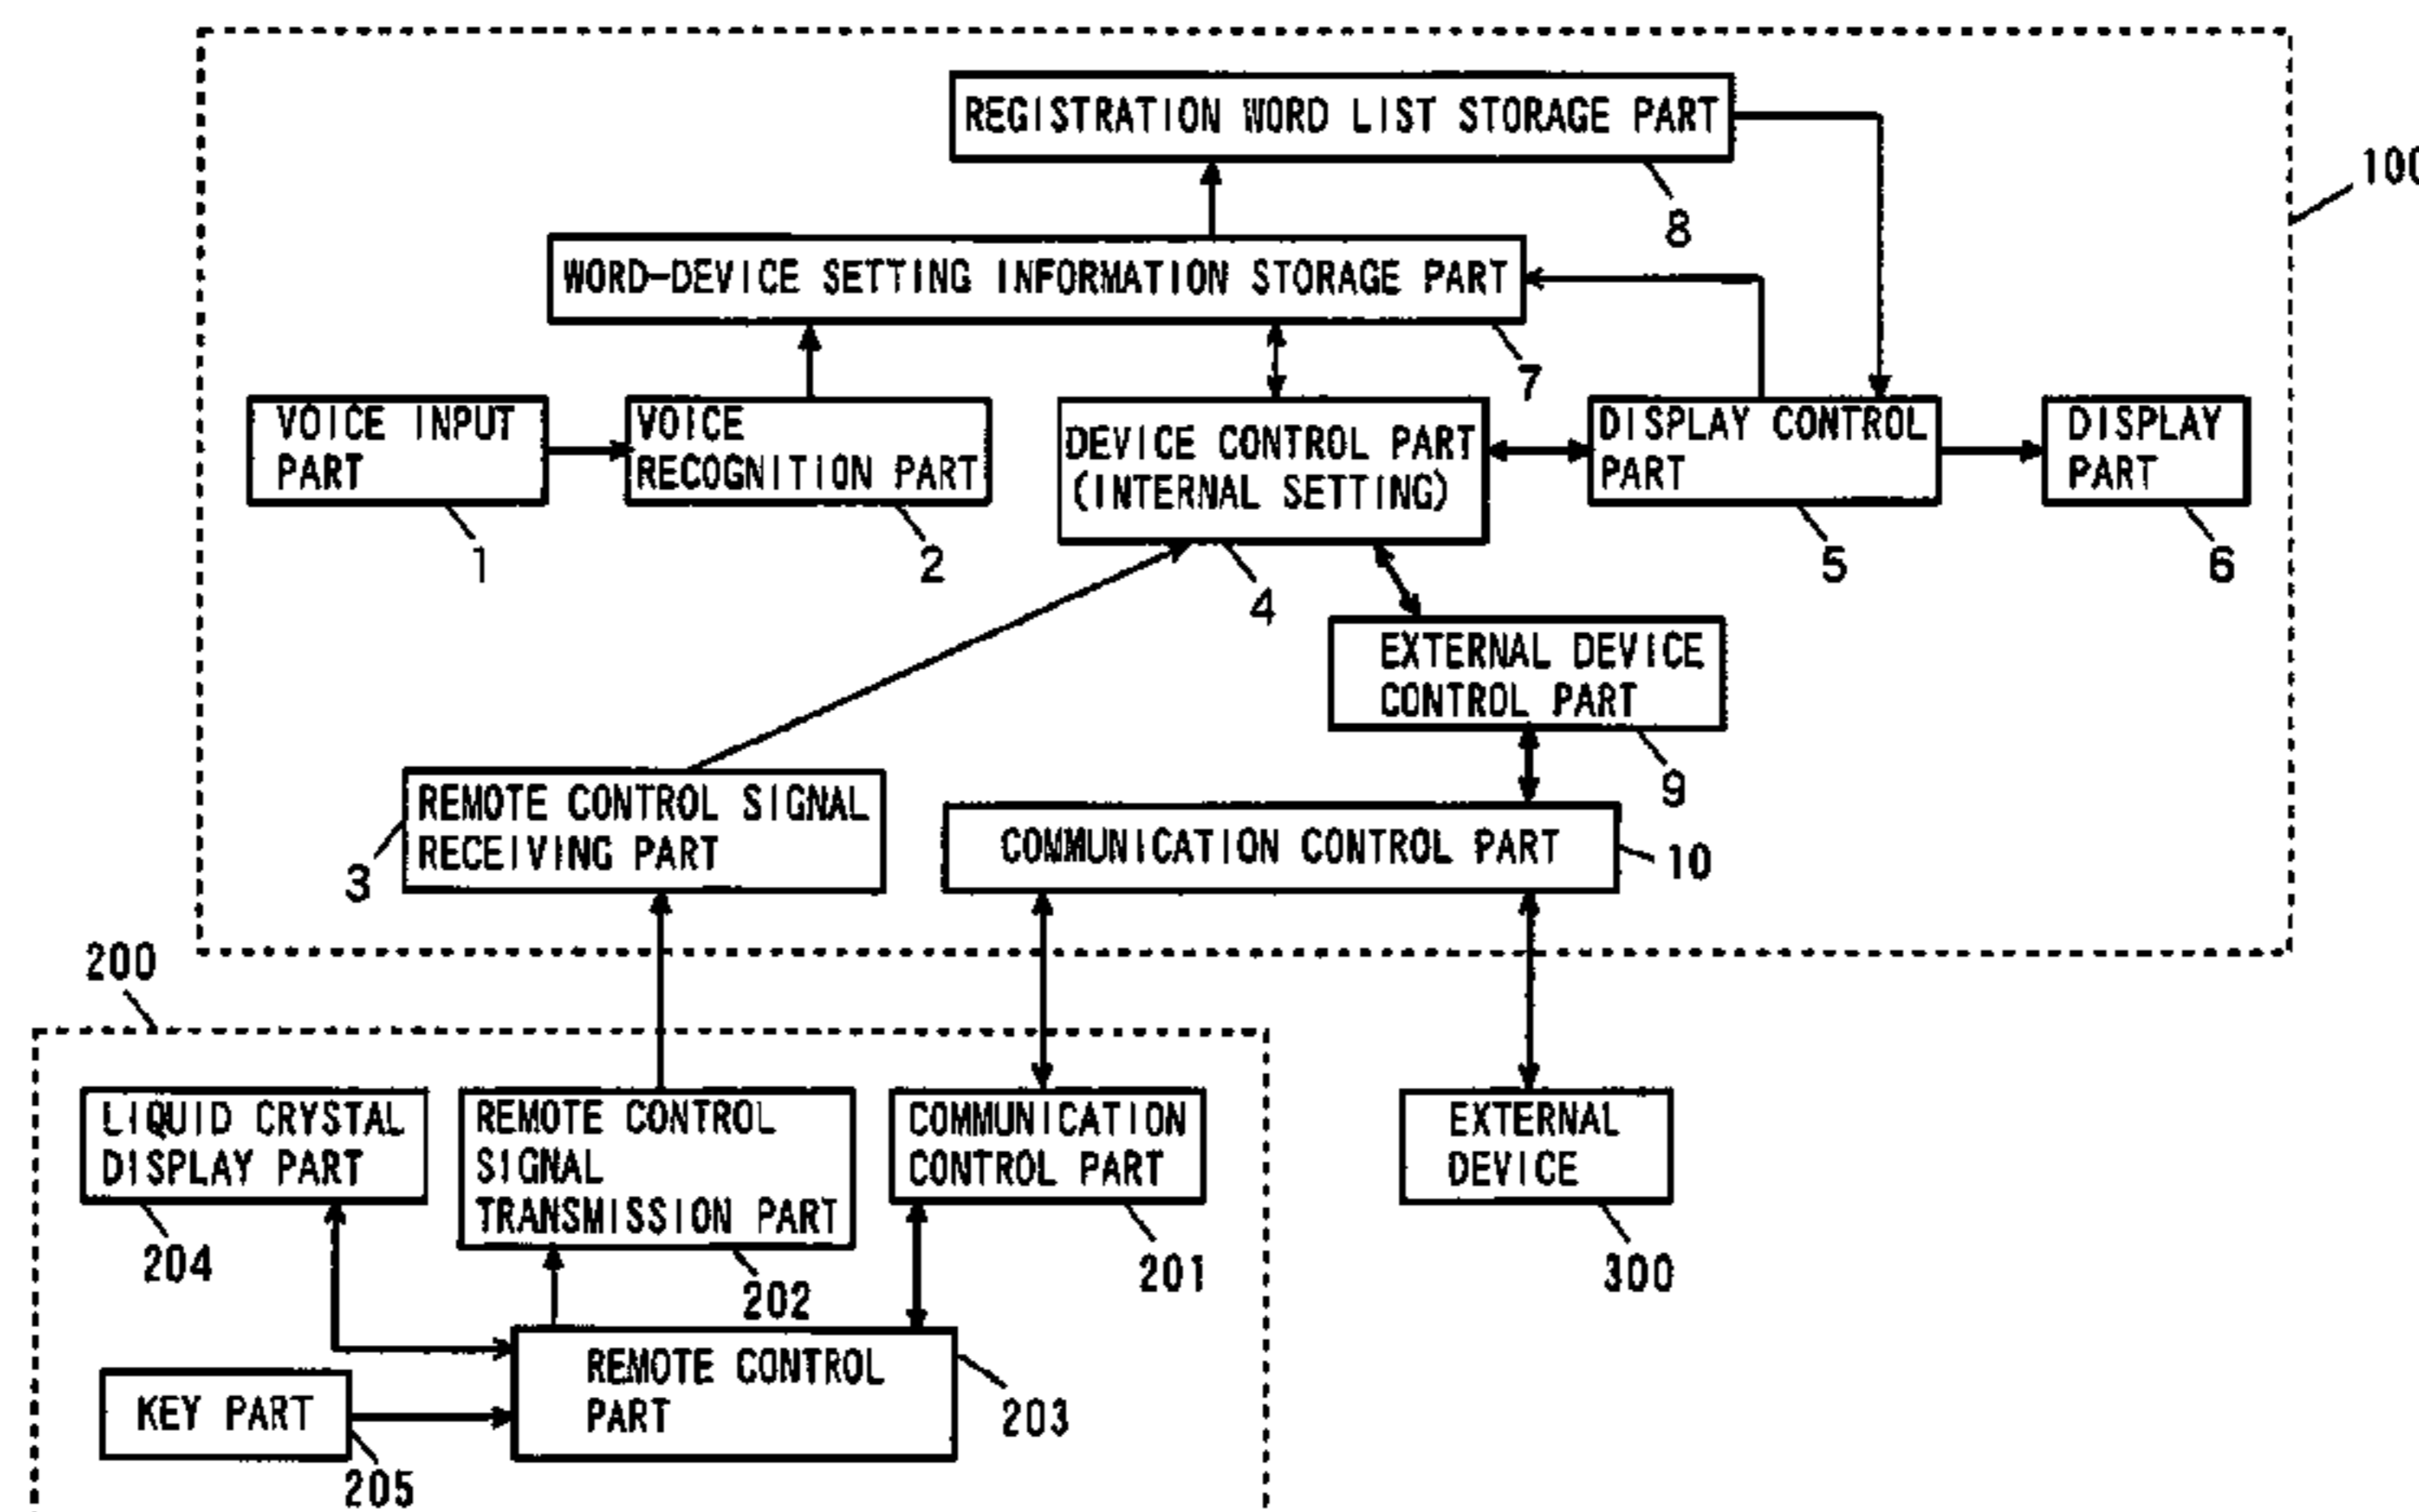 REGISTRATION WORD LIST STORAGE PART
100
8
WORD-DEVICE SETTING INFORMATION STORAGE PART
7
VOICE INPUT
PART
1
VOICE
RECOGNITION PART
2
DEVICE CONTROL PART
(INTERNAL SETTING)
4
DISPLAY CONTROL
PART
5
DISPLAY
PART
6
EXTERNAL DEVICE
CONTROL PART
9
REMOTE CONTROL SIGNAL
RECEIVING PART
3
COMMUNICATION CONTROL PART
10
200
LIQUID CRYSTAL
DISPLAY PART
204
REMOTE CONTROL
SIGNAL
TRANSMISSION PART
202
COMMUNICATION
CONTROL PART
201
EXTERNAL
DEVICE
300
REMOTE CONTROL
PART
203
KEY PART
205